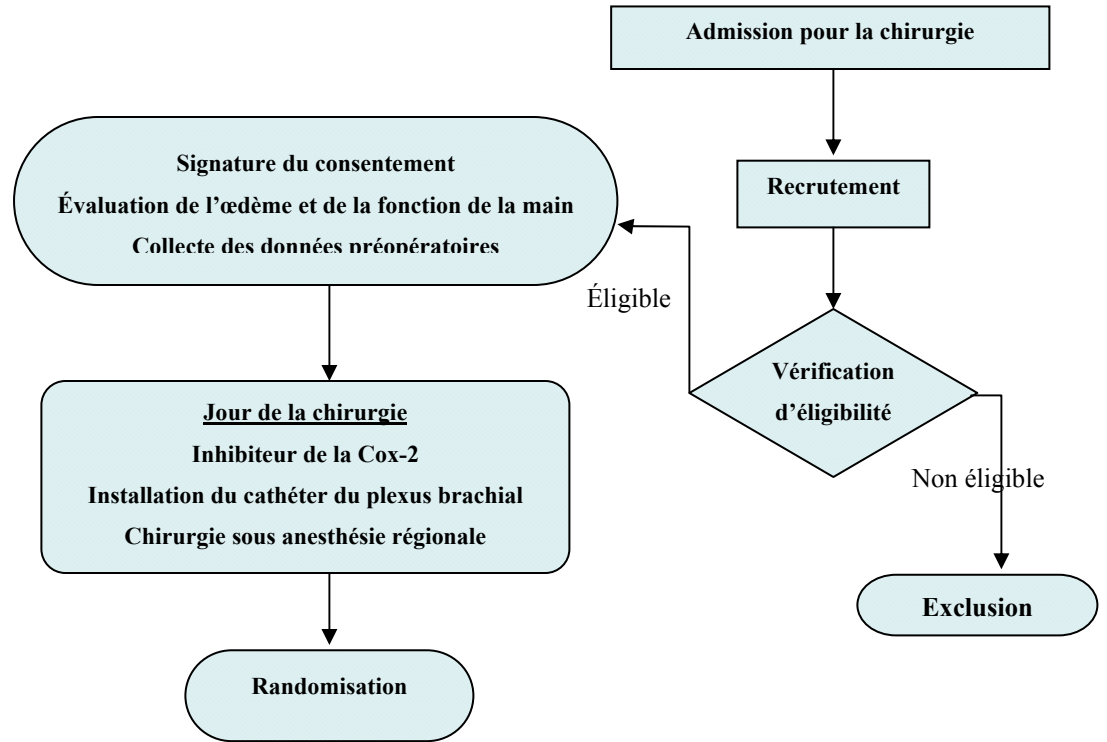 Admission pour la chirurgie
Recrutement
Vérification
d’éligibilité
Éligible
Non éligible
Exclusion
Signature du consentement
Évaluation de l’œdème et de la fonction de la main
Collecte des données préopératoires
Jour de la chirurgie
Inhibiteur de la Cox-2
Installation du cathéter du plexus brachial
Chirurgie sous anesthésie régionale
Randomisation